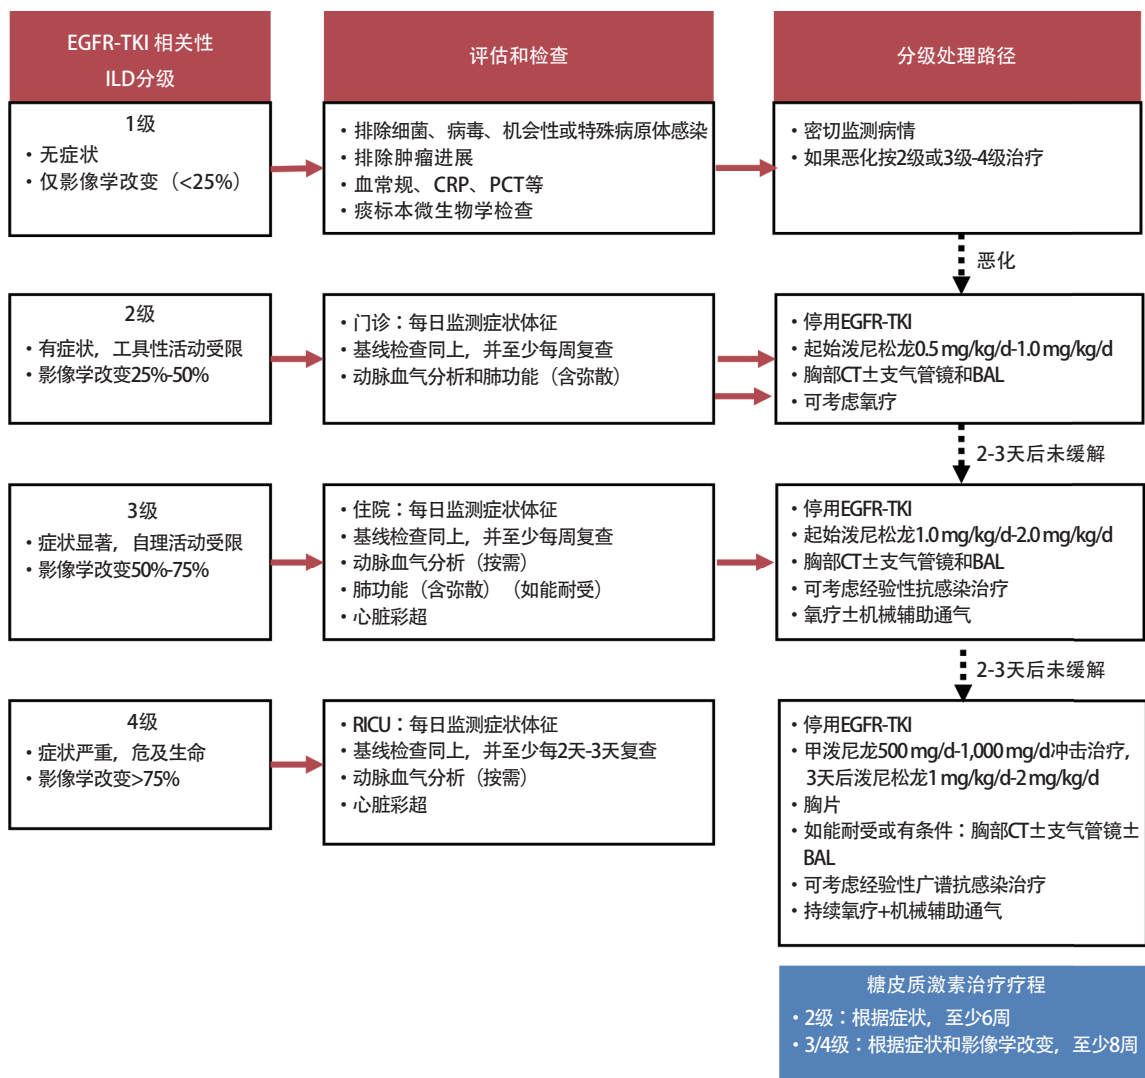 EGFR-TKI 相关性
ILD分级
评估和检查
分级处理路径
1级
• 无症状
• 仅影像学改变（<25%）
• 排除细菌、病毒、机会性或特殊病原体感染
• 排除肿瘤进展
• 血常规、CRP、PCT等
• 痰标本微生物学检查
• 密切监测病情
• 如果恶化按2级或3级-4级治疗
恶化
2级
• 有症状，工具性活动受限
• 影像学改变25%-50%
• 门诊：每日监测症状体征
• 基线检查同上，并至少每周复查
• 动脉血气分析和肺功能（含弥散）
• 停用EGFR-TKI
• 起始泼尼松龙0.5 mg/kg/d-1.0 mg/kg/d
• 胸部CT±支气管镜和BAL
• 可考虑氧疗
2-3天后未缓解
3级
• 症状显著，自理活动受限
• 影像学改变50%-75%
• 住院：每日监测症状体征
• 基线检查同上，并至少每周复查
• 动脉血气分析（按需）
• 肺功能（含弥散）（如能耐受）
• 心脏彩超
• 停用EGFR-TKI
• 起始泼尼松龙1.0 mg/kg/d-2.0 mg/kg/d
• 胸部CT±支气管镜和BAL
• 可考虑经验性抗感染治疗
• 氧疗±机械辅助通气
2-3天后未缓解
4级
• 症状严重，危及生命
• 影像学改变>75%
• RICU：每日监测症状体征
• 基线检查同上，并至少每2天-3天复查
• 动脉血气分析（按需）
• 心脏彩超
• 停用EGFR-TKI
• 甲泼尼龙500 mg/d-1,000 mg/d冲击治疗，
3天后泼尼松龙1 mg/kg/d-2 mg/kg/d
• 胸片
• 如能耐受或有条件：胸部CT±支气管镜±
BAL
• 可考虑经验性广谱抗感染治疗
• 持续氧疗+机械辅助通气
糖皮质激素治疗疗程
• 2级：根据症状，至少6周
• 3/4级：根据症状和影像学改变，至少8周